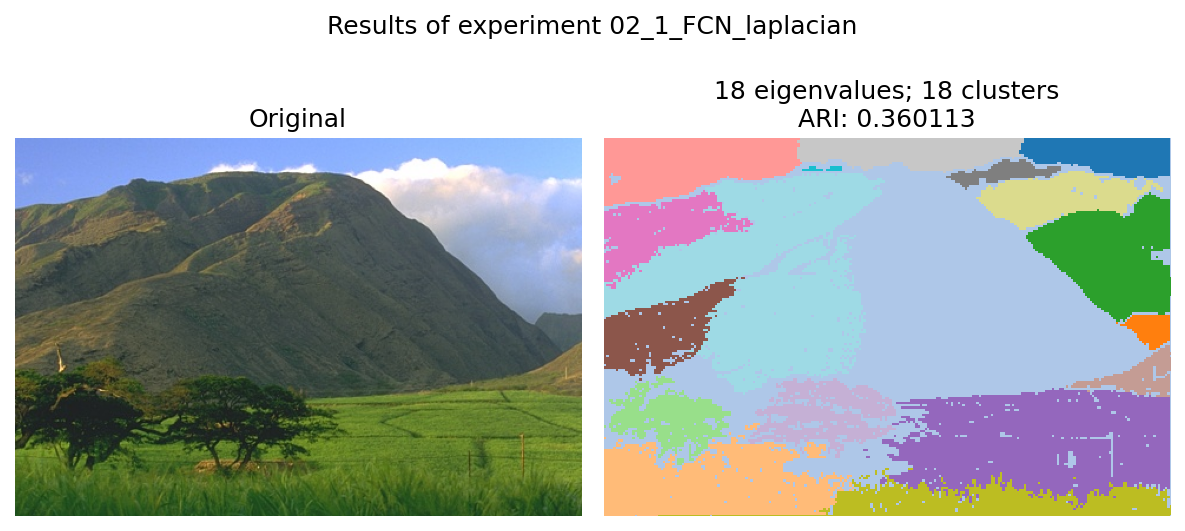 Results of experiment 02_1_FCN_laplacian
Original
18 eigenvalues; 18 clusters
ARI: 0.360113